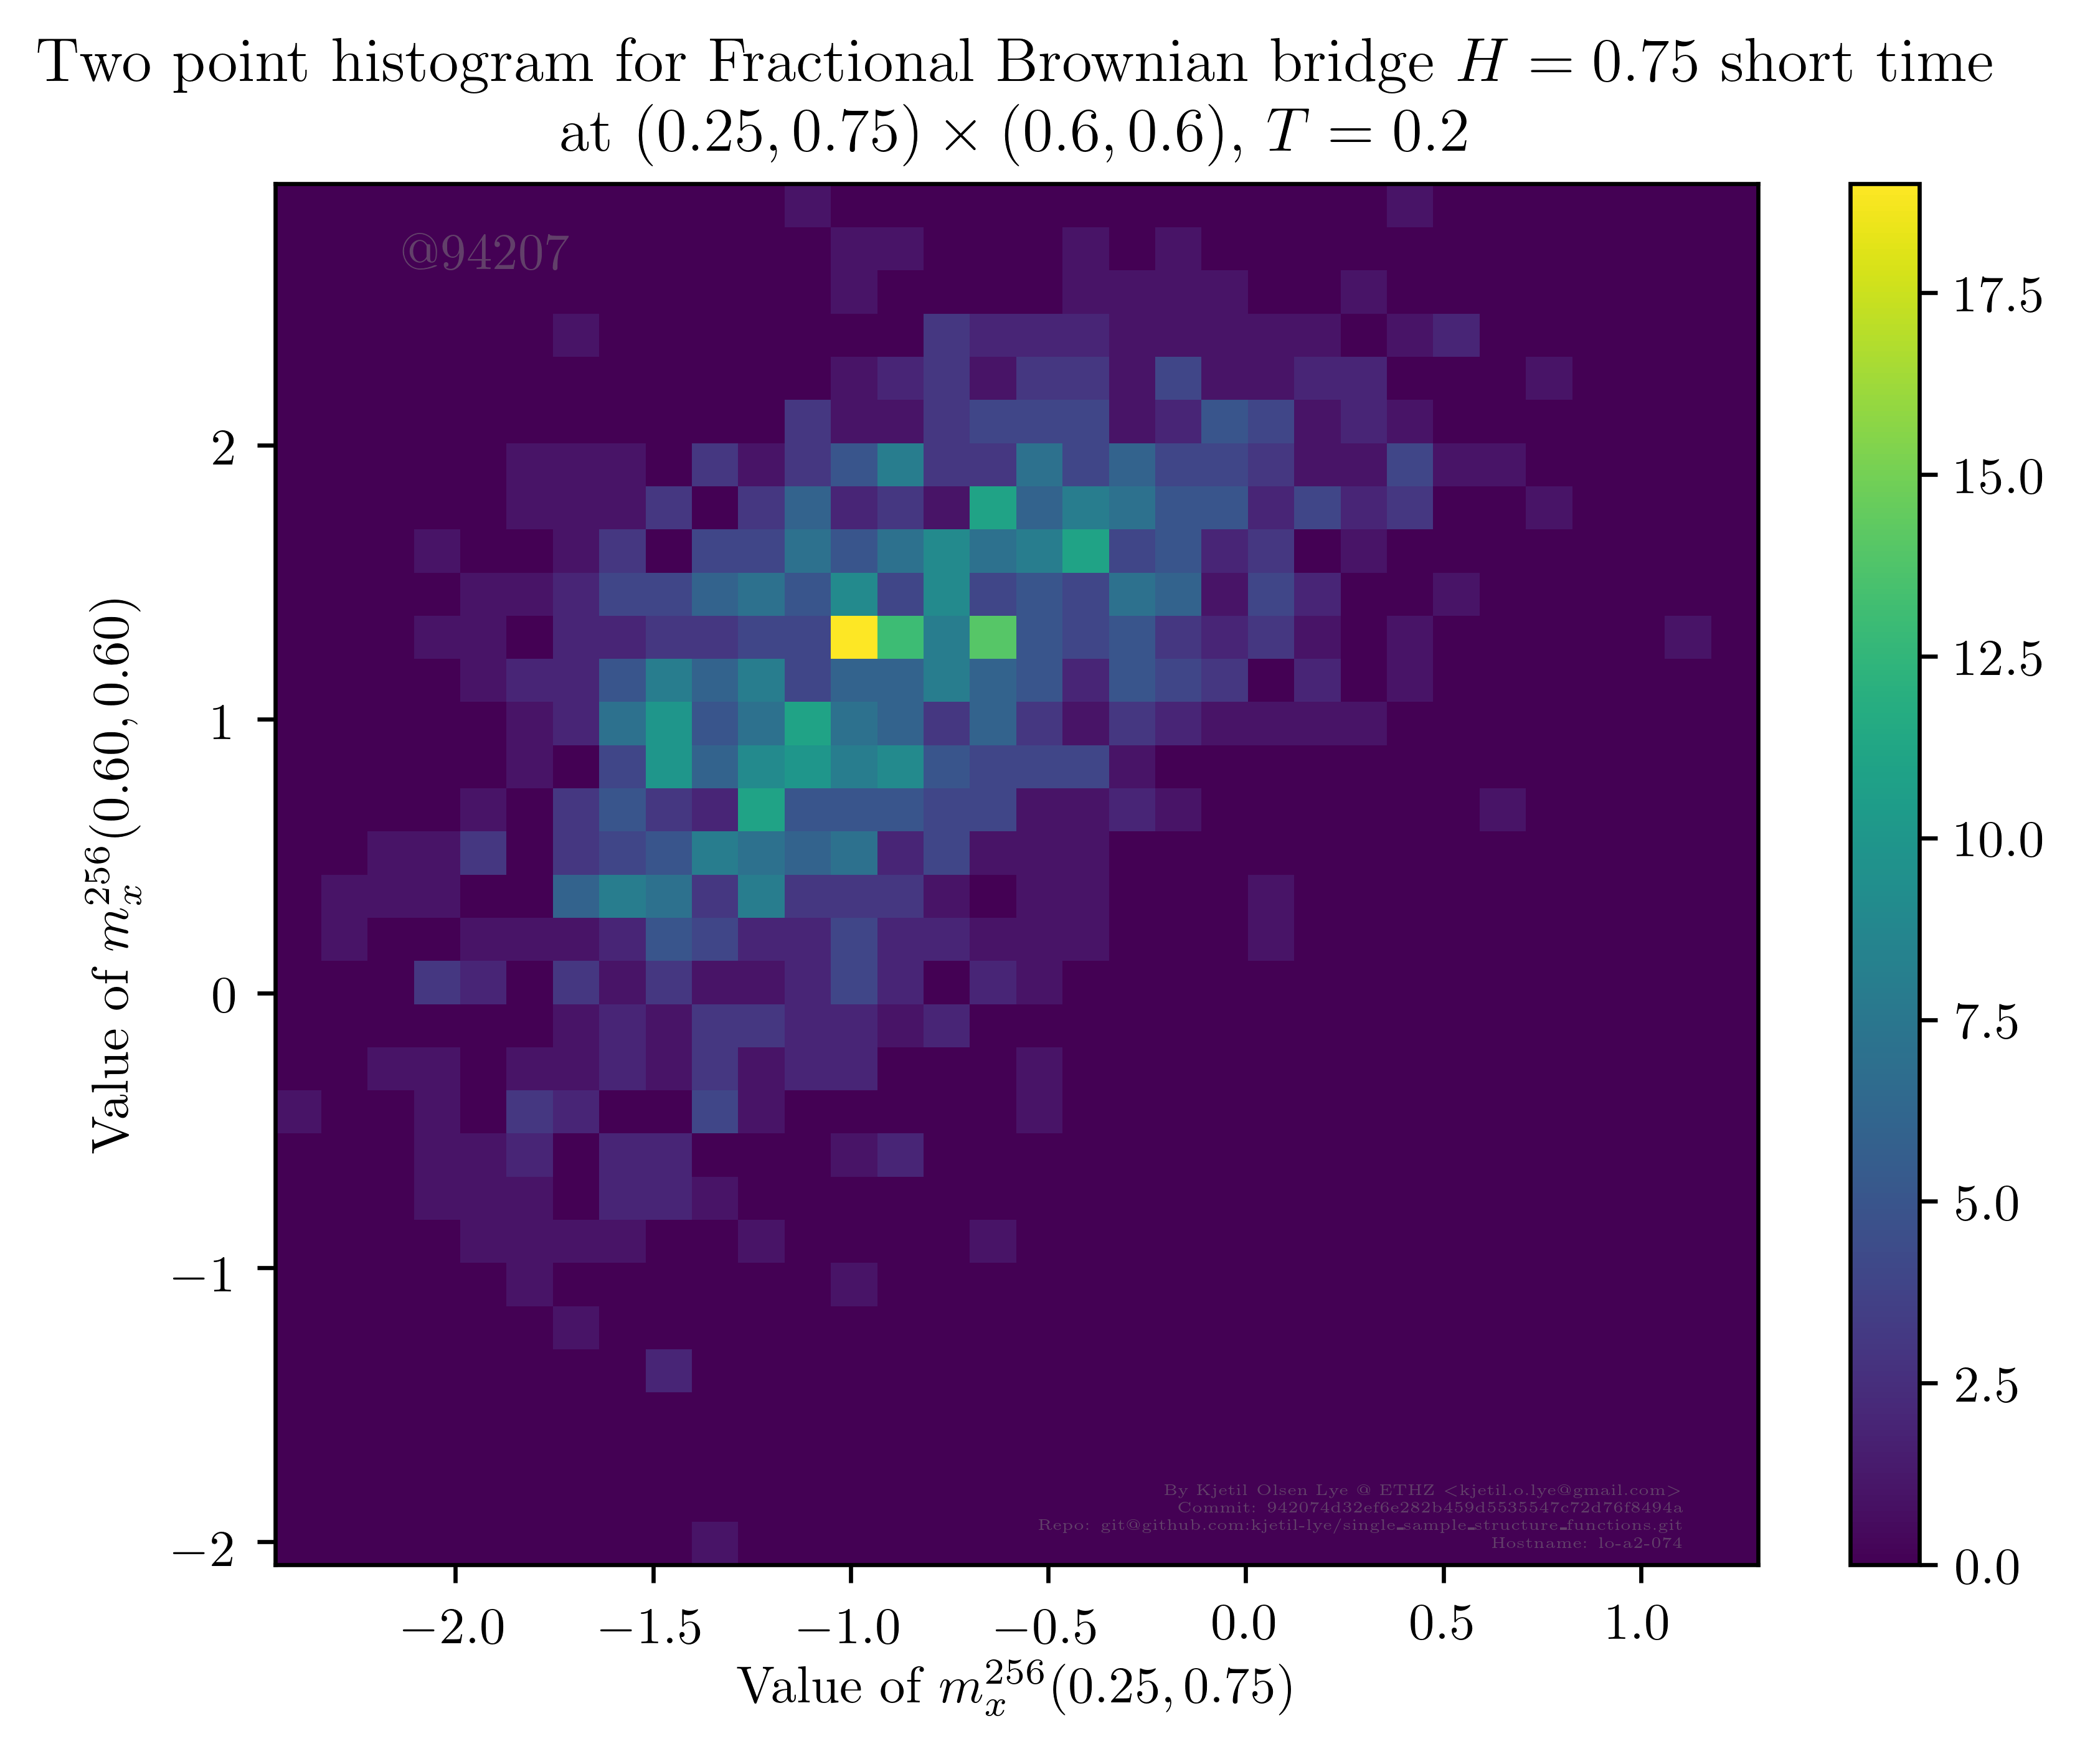 Two point histogram for Fractional Brownian bridge H = 0.75 short time
at (0.25, 0.75) × (0.6, 0.6), T = 0.2
@94207
17.5
15.0
12.5
10.0
7.5
5.0
2.5
0.0
2
1
0
−1
−2
Value of m_x^{256}(0.60, 0.60)
By Kjetil Olsen Lye @ ETHZ <kjetil.o.lye@gmail.com>
Commit: 942074d32ef6e282b459d5535547c72d76f8494a
Repo: git@github.com:kjetil-lye/single_sample_structure_functions.git
Hostname: lo-a2-074
−2.0 −1.5 −1.0 −0.5 0.0 0.5 1.0
Value of m_x^{256}(0.25, 0.75)